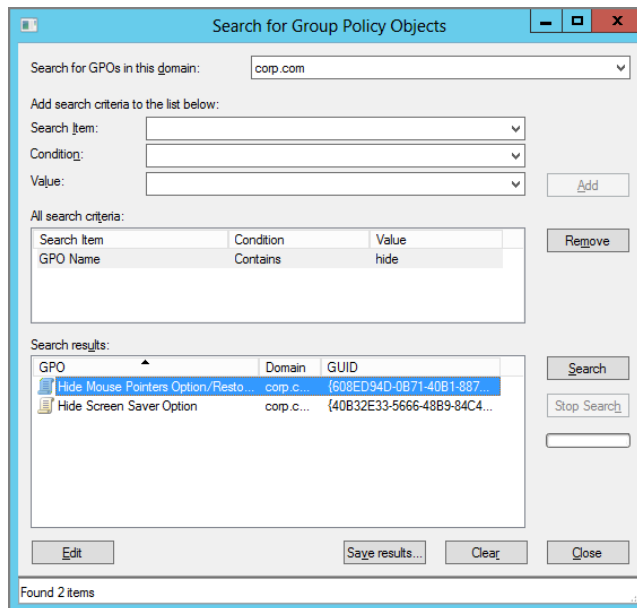 Search for Group Policy Objects
Search for GPOs in this domain: corp.com
Add search criteria to the list below:
Search Item:
Condition:
Value:
Add
All search criteria:
Search Item Condition Value
GPO Name Contains hide
Remove
Search results:
GPO Domain GUID
Hide Mouse Pointers Option/Resto... corp.c... {608ED94D-0B71-40B1-887...
Hide Screen Saver Option corp.c... {40B32E33-5666-48B9-84C4...
Search
Stop Search
Edit Save results... Clear Close
Found 2 items